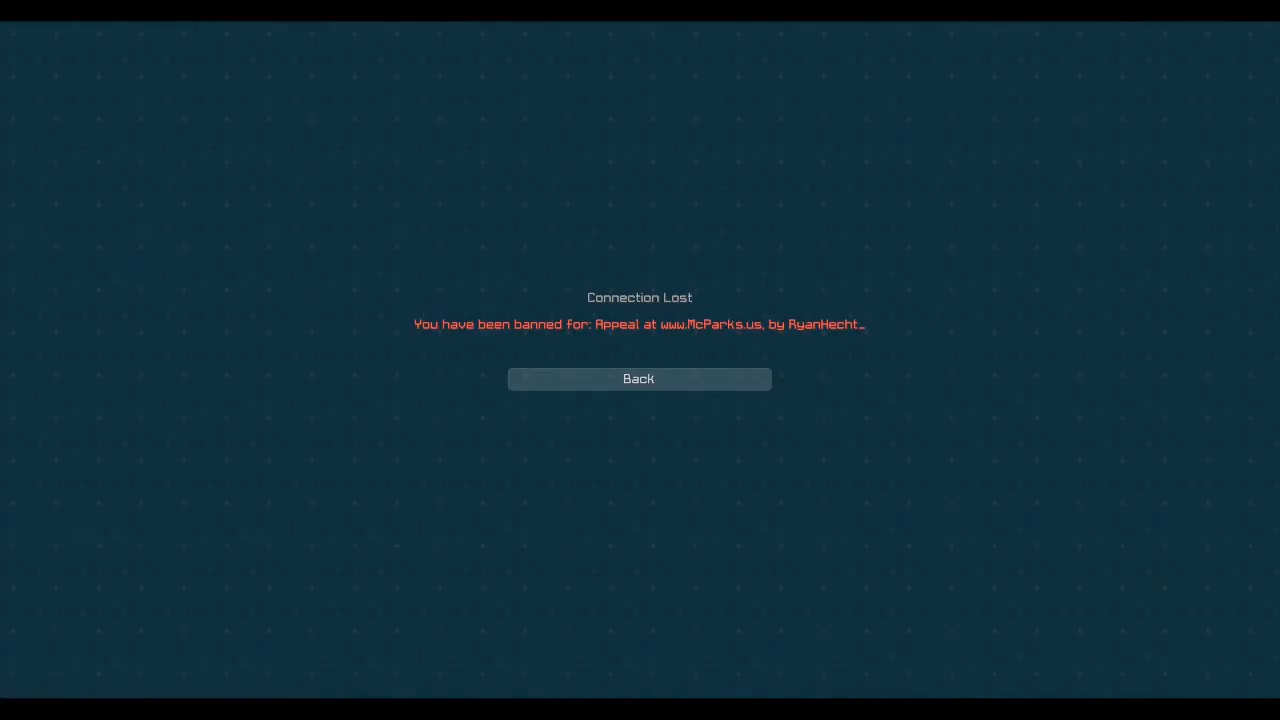 Connection Lost
You have been banned for: Appeal at www.McParks.us, by RyanHecht_
Back